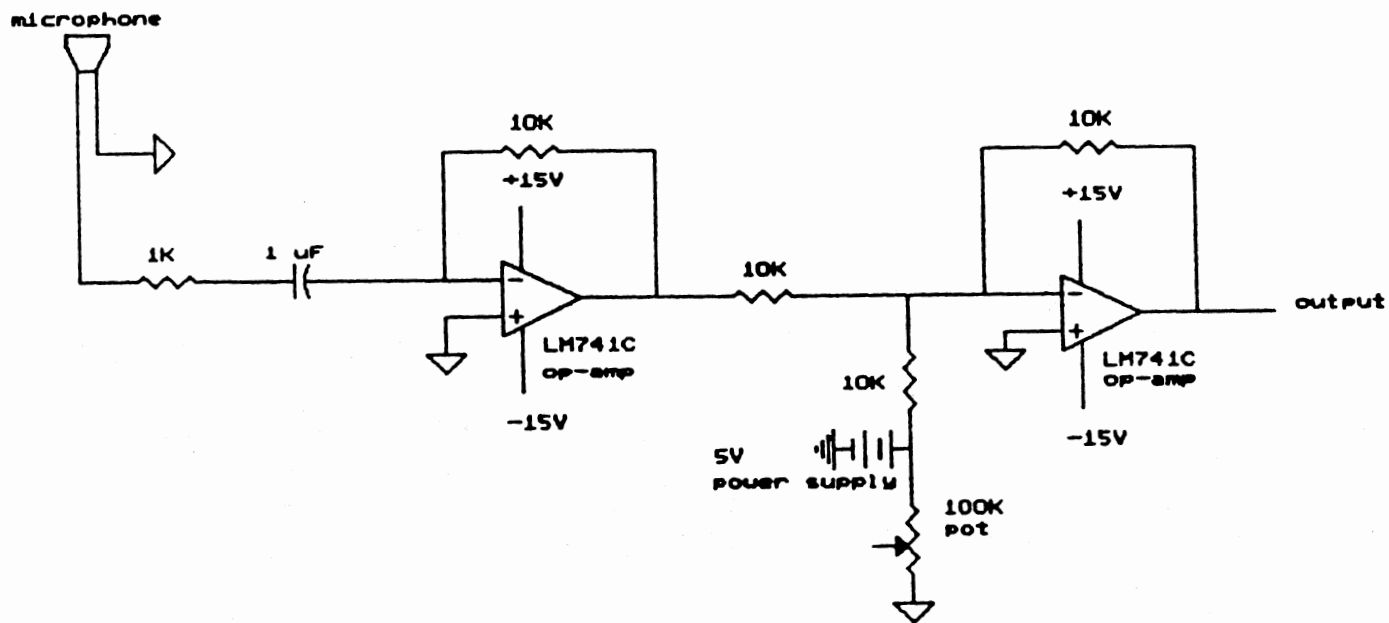 microphone
10K
+15V
1K
1 uF
-
+
LM741C
op-amp
-15V
10K
10K
+15V
-
+
LM741C
op-amp
-15V
output
10K
5V
power supply
100K
pot